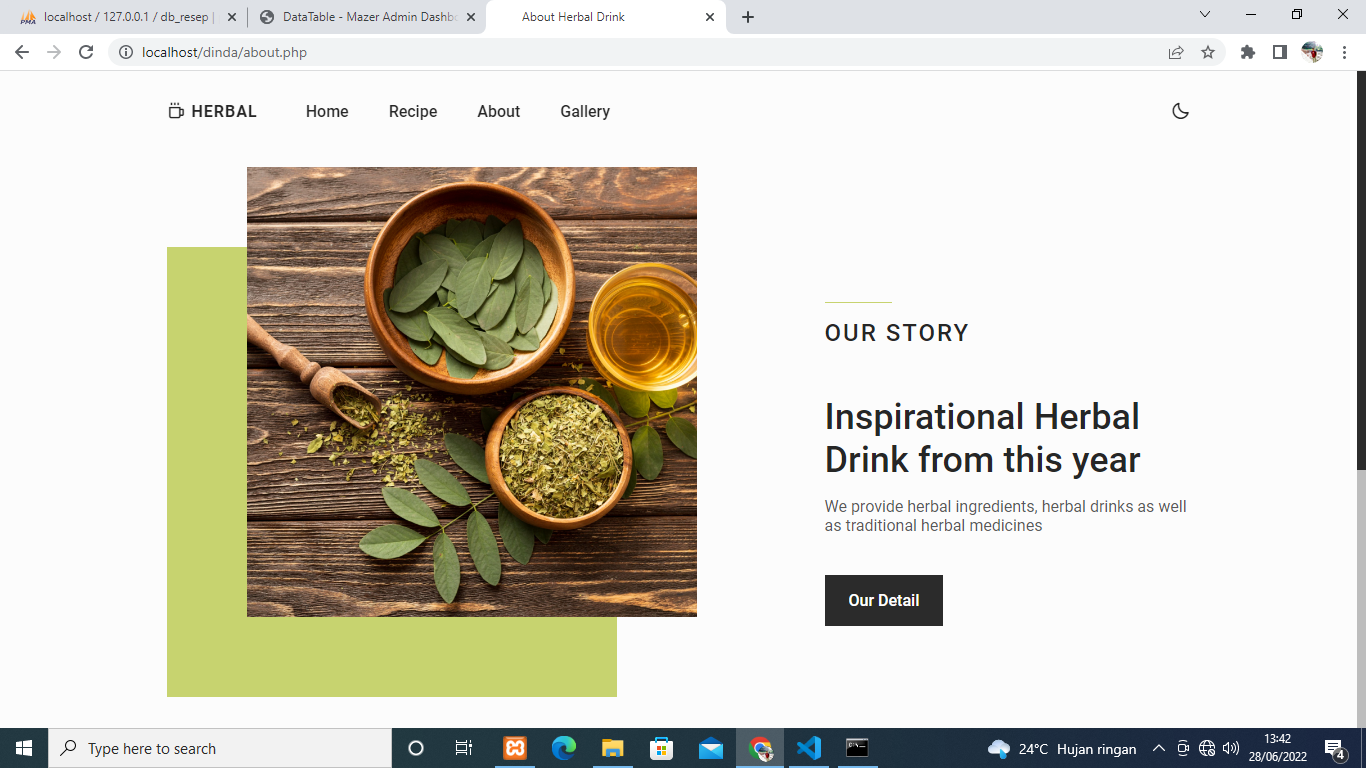 localhost / 127.0.0.1 / db_resep |
DataTable - Mazer Admin Dashbo
About Herbal Drink
localhost/dinda/about.php
HERBAL
Home
Recipe
About
Gallery
OUR STORY
Inspirational Herbal
Drink from this year
We provide herbal ingredients, herbal drinks as well
as traditional herbal medicines
Our Detail
Type here to search
24°C Hujan ringan
13:42
28/06/2022
4